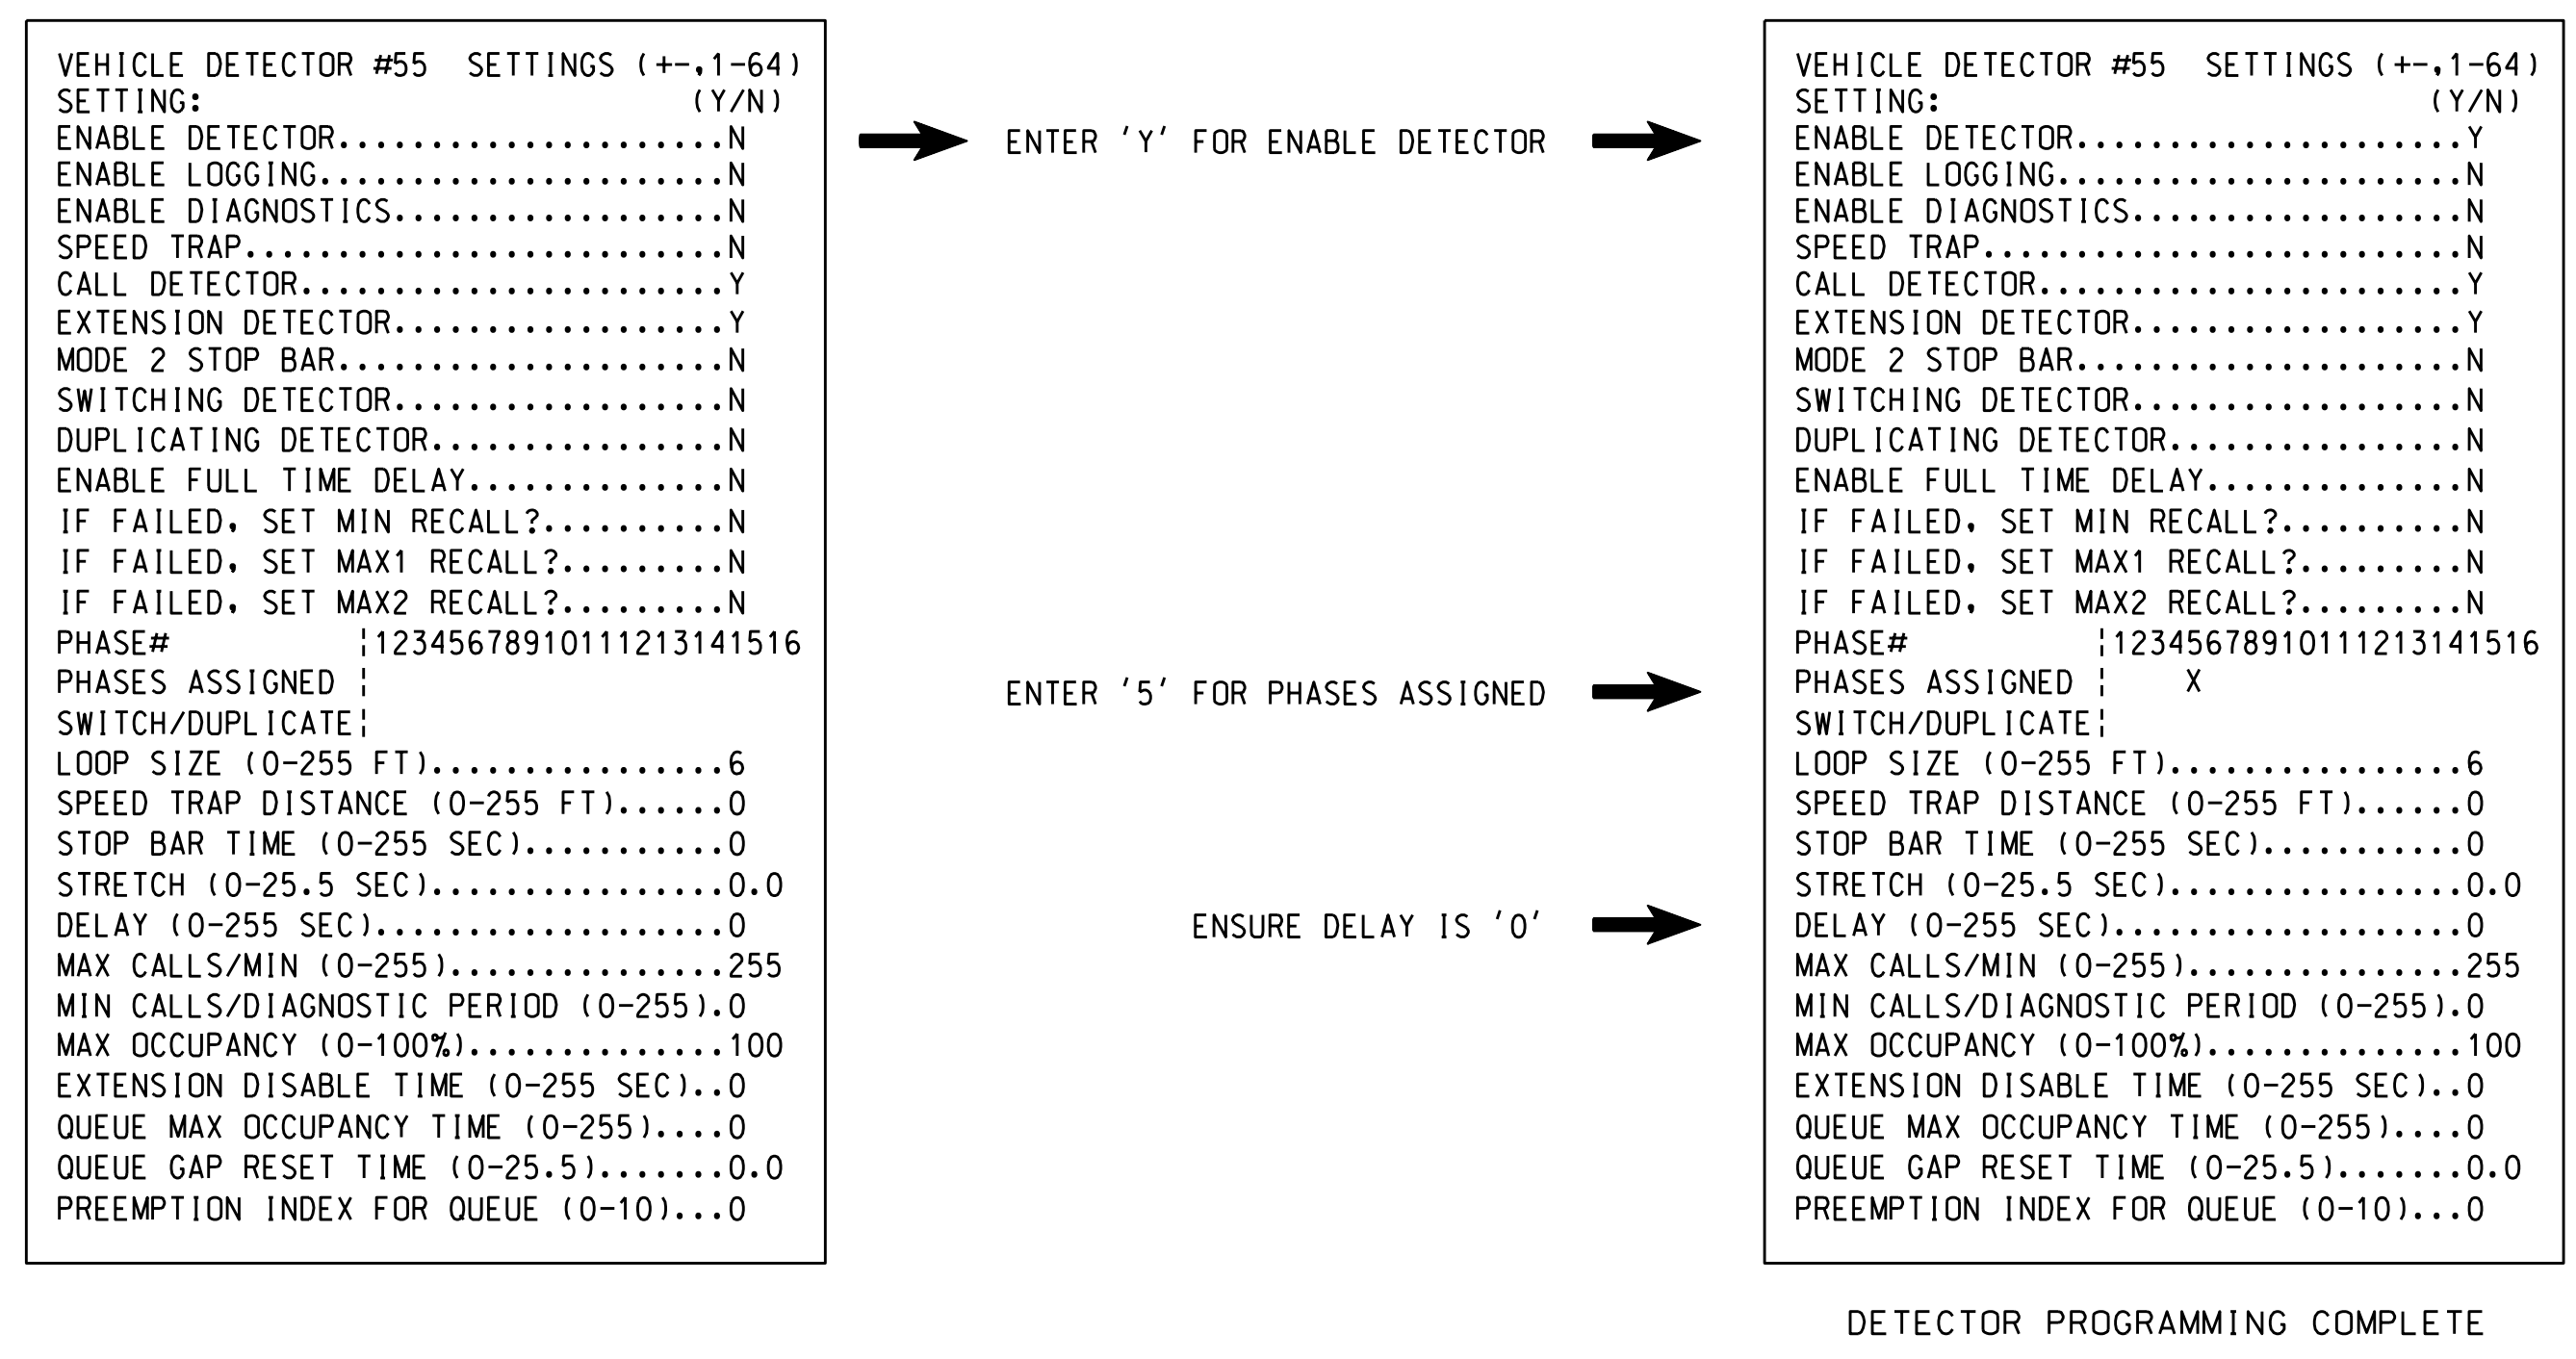 VEHICLE DETECTOR #55  SETTINGS (+-,1-64)
SETTING:                          (Y/N)
ENABLE DETECTOR.....................N
ENABLE LOGGING......................N
ENABLE DIAGNOSTICS..................N
SPEED TRAP..........................N
CALL DETECTOR.......................Y
EXTENSION DETECTOR..................Y
MODE 2 STOP BAR.....................N
SWITCHING DETECTOR..................N
DUPLICATING DETECTOR................N
ENABLE FULL TIME DELAY..............N
IF FAILED, SET MIN RECALL?..........N
IF FAILED, SET MAX1 RECALL?.........N
IF FAILED, SET MAX2 RECALL?.........N
PHASE#          ¦12345678910111213141516
PHASES ASSIGNED ¦
SWITCH/DUPLICATE¦
LOOP SIZE (0-255 FT)................6
SPEED TRAP DISTANCE (0-255 FT)......0
STOP BAR TIME (0-255 SEC)...........0
STRETCH (0-25.5 SEC)................0.0
DELAY (0-255 SEC)...................0
MAX CALLS/MIN (0-255)...............255
MIN CALLS/DIAGNOSTIC PERIOD (0-255).0
MAX OCCUPANCY (0-100%)..............100
EXTENSION DISABLE TIME (0-255 SEC)..0
QUEUE MAX OCCUPANCY TIME (0-255)....0
QUEUE GAP RESET TIME (0-25.5).......0.0
PREEMPTION INDEX FOR QUEUE (0-10)...0
ENTER 'Y' FOR ENABLE DETECTOR
ENTER '5' FOR PHASES ASSIGNED
ENSURE DELAY IS '0'
VEHICLE DETECTOR #55  SETTINGS (+-,1-64)
SETTING:                          (Y/N)
ENABLE DETECTOR.....................Y
ENABLE LOGGING......................N
ENABLE DIAGNOSTICS..................N
SPEED TRAP..........................N
CALL DETECTOR.......................Y
EXTENSION DETECTOR..................Y
MODE 2 STOP BAR.....................N
SWITCHING DETECTOR..................N
DUPLICATING DETECTOR................N
ENABLE FULL TIME DELAY..............N
IF FAILED, SET MIN RECALL?..........N
IF FAILED, SET MAX1 RECALL?.........N
IF FAILED, SET MAX2 RECALL?.........N
PHASE#          ¦12345678910111213141516
PHASES ASSIGNED ¦    X
SWITCH/DUPLICATE¦
LOOP SIZE (0-255 FT)................6
SPEED TRAP DISTANCE (0-255 FT)......0
STOP BAR TIME (0-255 SEC)...........0
STRETCH (0-25.5 SEC)................0.0
DELAY (0-255 SEC)...................0
MAX CALLS/MIN (0-255)...............255
MIN CALLS/DIAGNOSTIC PERIOD (0-255).0
MAX OCCUPANCY (0-100%)..............100
EXTENSION DISABLE TIME (0-255 SEC)..0
QUEUE MAX OCCUPANCY TIME (0-255)....0
QUEUE GAP RESET TIME (0-25.5).......0.0
PREEMPTION INDEX FOR QUEUE (0-10)...0
DETECTOR PROGRAMMING COMPLETE